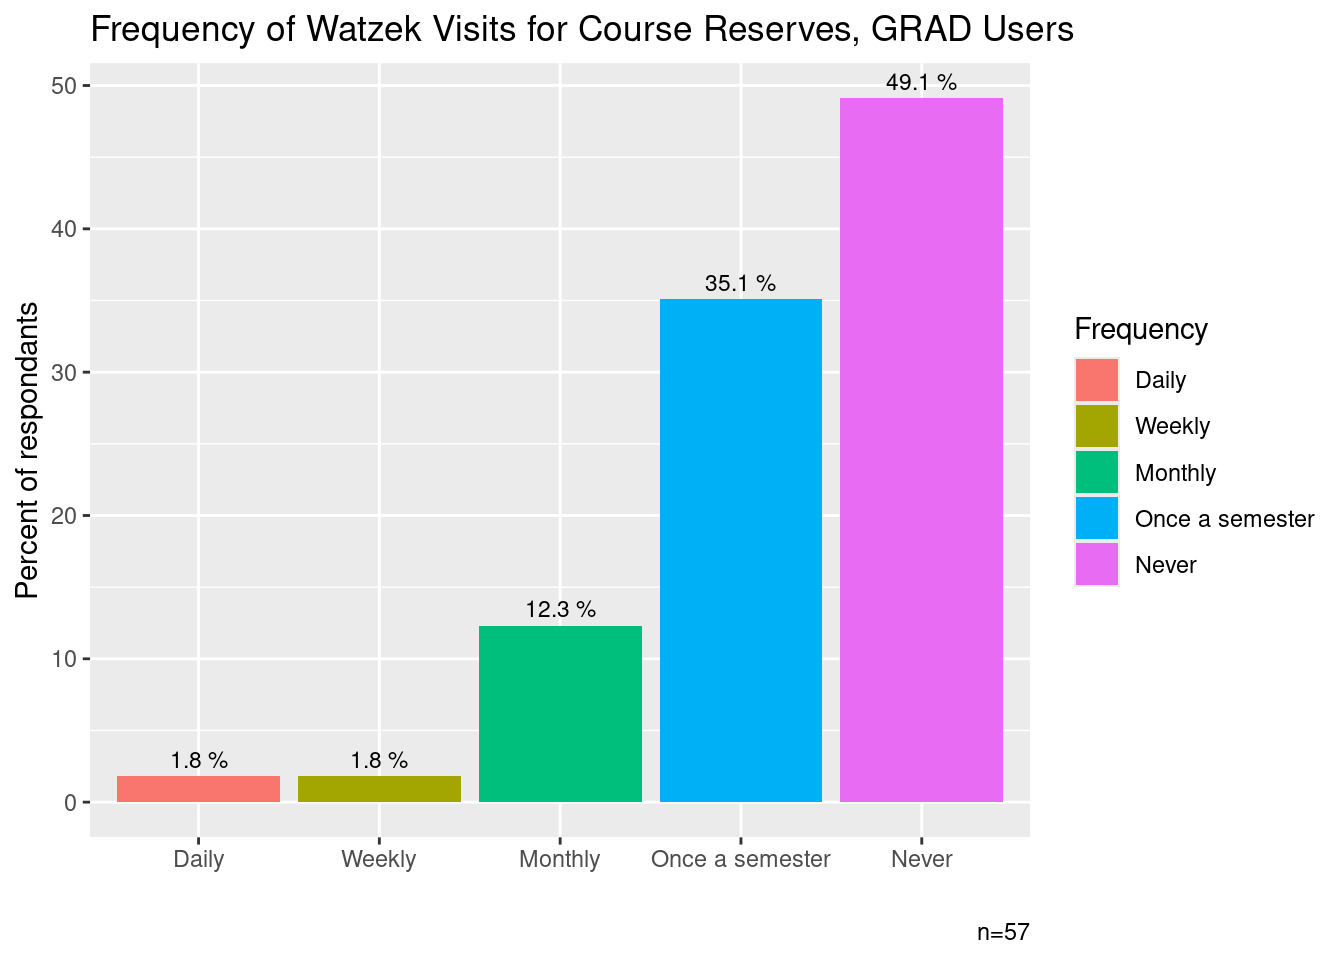 Frequency of Watzek Visits for Course Reserves, GRAD Users
Percent of respondants
50
40
30
20
10
0
1.8 %
1.8 %
12.3 %
35.1 %
49.1 %
Daily
Weekly
Monthly
Once a semester
Never
Frequency
Daily
Weekly
Monthly
Once a semester
Never
n=57